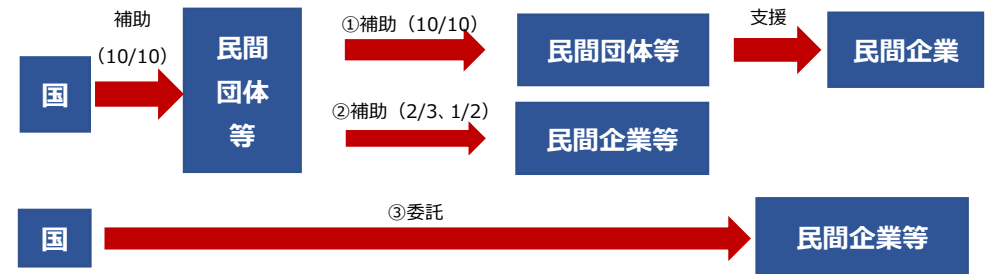 補助
（10/10）
国
民間
団体
等
①補助（10/10）
民間団体等
支援
民間企業
②補助（2/3、1/2）
民間企業等
国
③委託
民間企業等